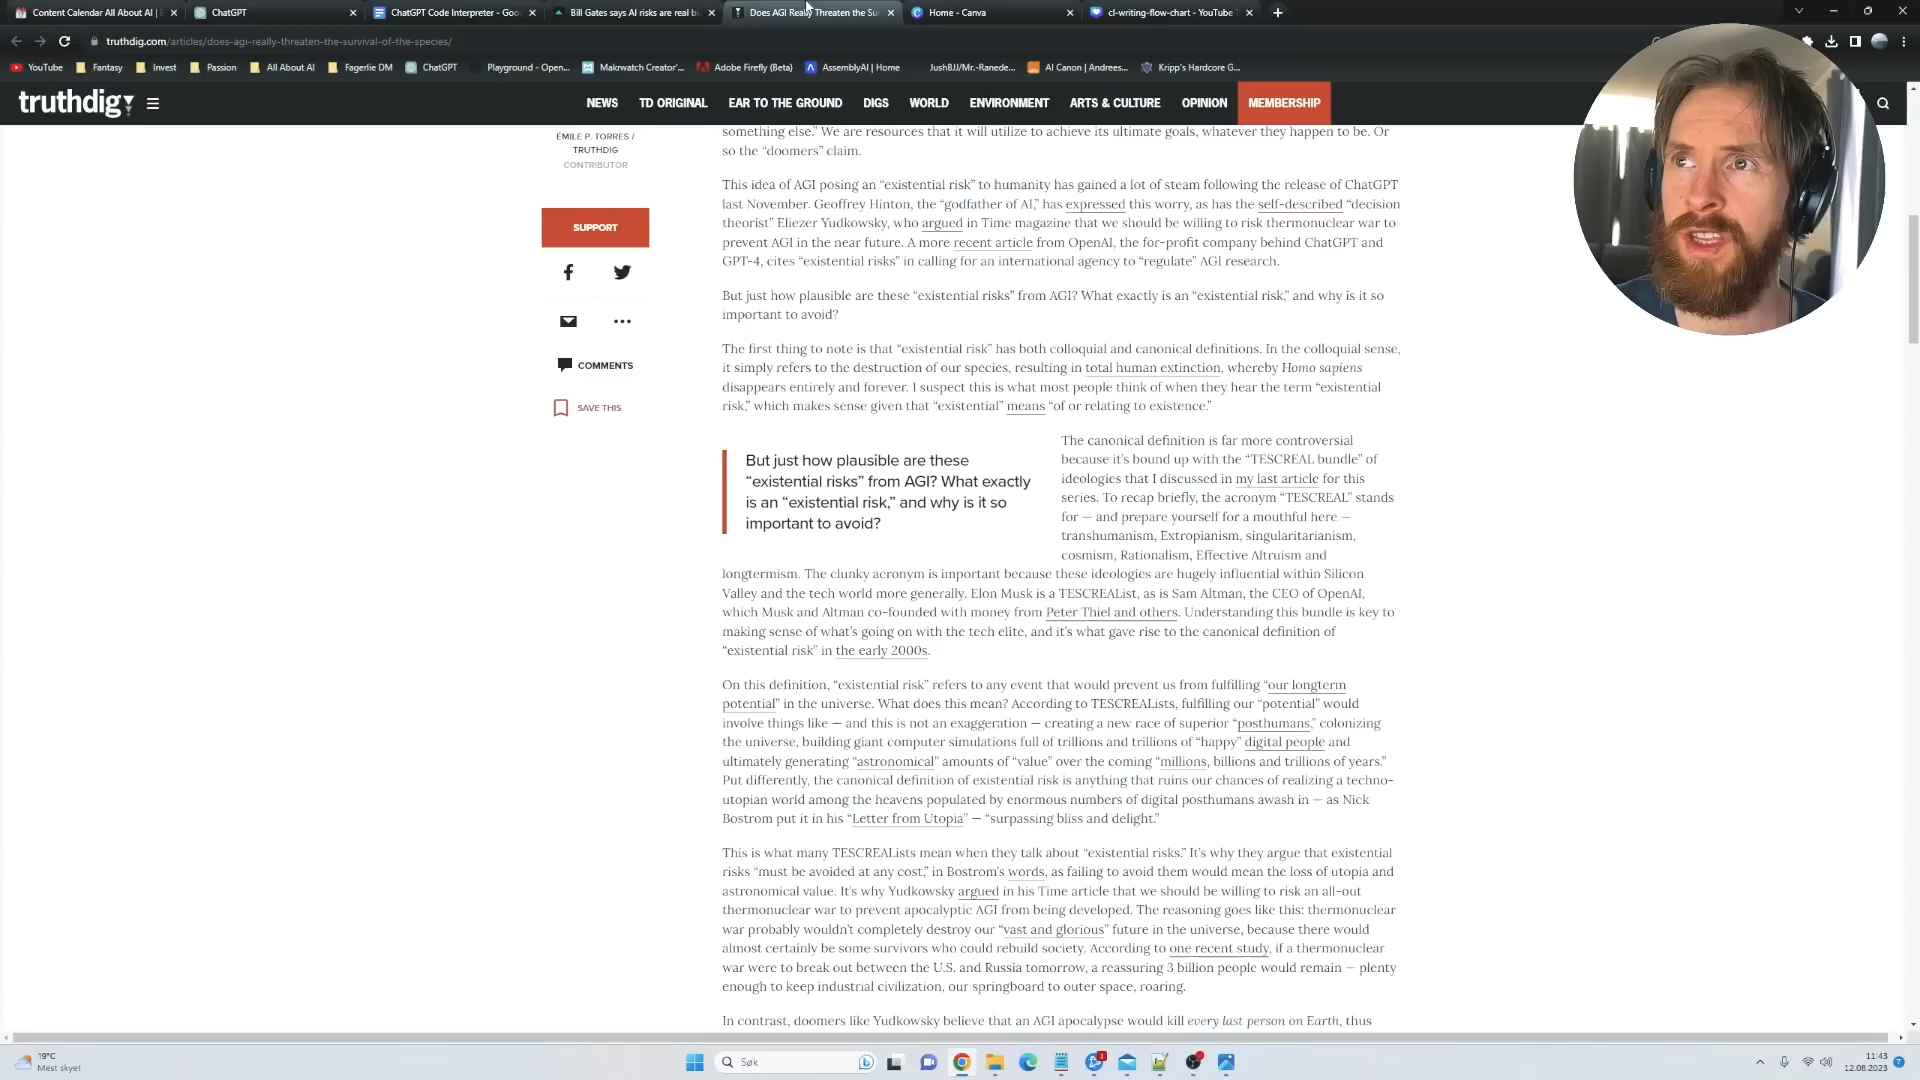 Content Calendar All About AI |
ChatGPT
ChatGPT Code Interpreter - Goo
Bill Gates says AI risks are real bu
Does AGI Really Threaten the Sur
Home - Canva
cl-writing-flow-chart - YouTube T
truthdig.com/articles/does-agi-really-threaten-the-survival-of-the-species/
YouTube
Fantasy
Invest
Passion
All About AI
Fagerlie DM
ChatGPT
Playground - Open...
Makrwatch Creator'...
Adobe Firefly (Beta)
AssemblyAI | Home
JushBJJ/Mr.-Ranede...
AI Canon | Andrees...
Kripp's Hardcore G...
truthdig
NEWS
TD ORIGINAL
EAR TO THE GROUND
DIGS
WORLD
ENVIRONMENT
ARTS & CULTURE
OPINION
MEMBERSHIP
ÉMILE P. TORRES /
TRUTHDIG
CONTRIBUTOR
SUPPORT
COMMENTS
SAVE THIS
something else.” We are resources that it will utilize to achieve its ultimate goals, whatever they happen to be. Or
so the “doomers” claim.
This idea of AGI posing an “existential risk” to humanity has gained a lot of steam following the release of ChatGPT
last November. Geoffrey Hinton, the “godfather of AI,” has expressed this worry, as has the self-described “decision
theorist” Eliezer Yudkowsky, who argued in Time magazine that we should be willing to risk thermonuclear war to
prevent AGI in the near future. A more recent article from OpenAI, the for-profit company behind ChatGPT and
GPT-4, cites “existential risks” in calling for an international agency to “regulate” AGI research.
But just how plausible are these “existential risks” from AGI? What exactly is an “existential risk,” and why is it so
important to avoid?
The first thing to note is that “existential risk” has both colloquial and canonical definitions. In the colloquial sense,
it simply refers to the destruction of our species, resulting in total human extinction, whereby Homo sapiens
disappears entirely and forever. I suspect this is what most people think of when they hear the term “existential
risk,” which makes sense given that “existential” means “of or relating to existence.”
But just how plausible are these
“existential risks” from AGI? What exactly
is an “existential risk,” and why is it so
important to avoid?
The canonical definition is far more controversial
because it’s bound up with the “TESCREAL bundle” of
ideologies that I discussed in my last article for this
series. To recap briefly, the acronym “TESCREAL” stands
for — and prepare yourself for a mouthful here —
transhumanism, Extropianism, singularitarianism,
cosmism, Rationalism, Effective Altruism and
longtermism. The clunky acronym is important because these ideologies are hugely influential within Silicon
Valley and the tech world more generally. Elon Musk is a TESCREAList, as is Sam Altman, the CEO of OpenAI,
which Musk and Altman co-founded with money from Peter Thiel and others. Understanding this bundle is key to
making sense of what’s going on with the tech elite, and it’s what gave rise to the canonical definition of
“existential risk” in the early 2000s.
On this definition, “existential risk” refers to any event that would prevent us from fulfilling “our longterm
potential” in the universe. What does this mean? According to TESCREALists, fulfilling our “potential” would
involve things like — and this is not an exaggeration — creating a new race of superior “posthumans,” colonizing
the universe, building giant computer simulations full of trillions and trillions of “happy” digital people and
ultimately generating “astronomical” amounts of “value” over the coming “millions, billions and trillions of years.”
Put differently, the canonical definition of existential risk is anything that ruins our chances of realizing a techno-
utopian world among the heavens populated by enormous numbers of digital posthumans awash in — as Nick
Bostrom put it in his “Letter from Utopia” — “surpassing bliss and delight.”
This is what many TESCREALists mean when they talk about “existential risks.” It’s why they argue that existential
risks “must be avoided at any cost,” in Bostrom’s words, as failing to avoid them would mean the loss of utopia and
astronomical value. It’s why Yudkowsky argued in his Time article that we should be willing to risk an all-out
thermonuclear war to prevent apocalyptic AGI from being developed. The reasoning goes like this: thermonuclear
war probably wouldn’t completely destroy our “vast and glorious” future in the universe, because there would
almost certainly be some survivors who could rebuild society. According to one recent study, if a thermonuclear
war were to break out between the U.S. and Russia tomorrow, a reassuring 3 billion people would remain — plenty
enough to keep industrial civilization, our springboard to outer space, roaring.
In contrast, doomers like Yudkowsky believe that an AGI apocalypse would kill every last person on Earth, thus
19°C
Mest skyet
Søk
1
11:43
12.08.2023
7